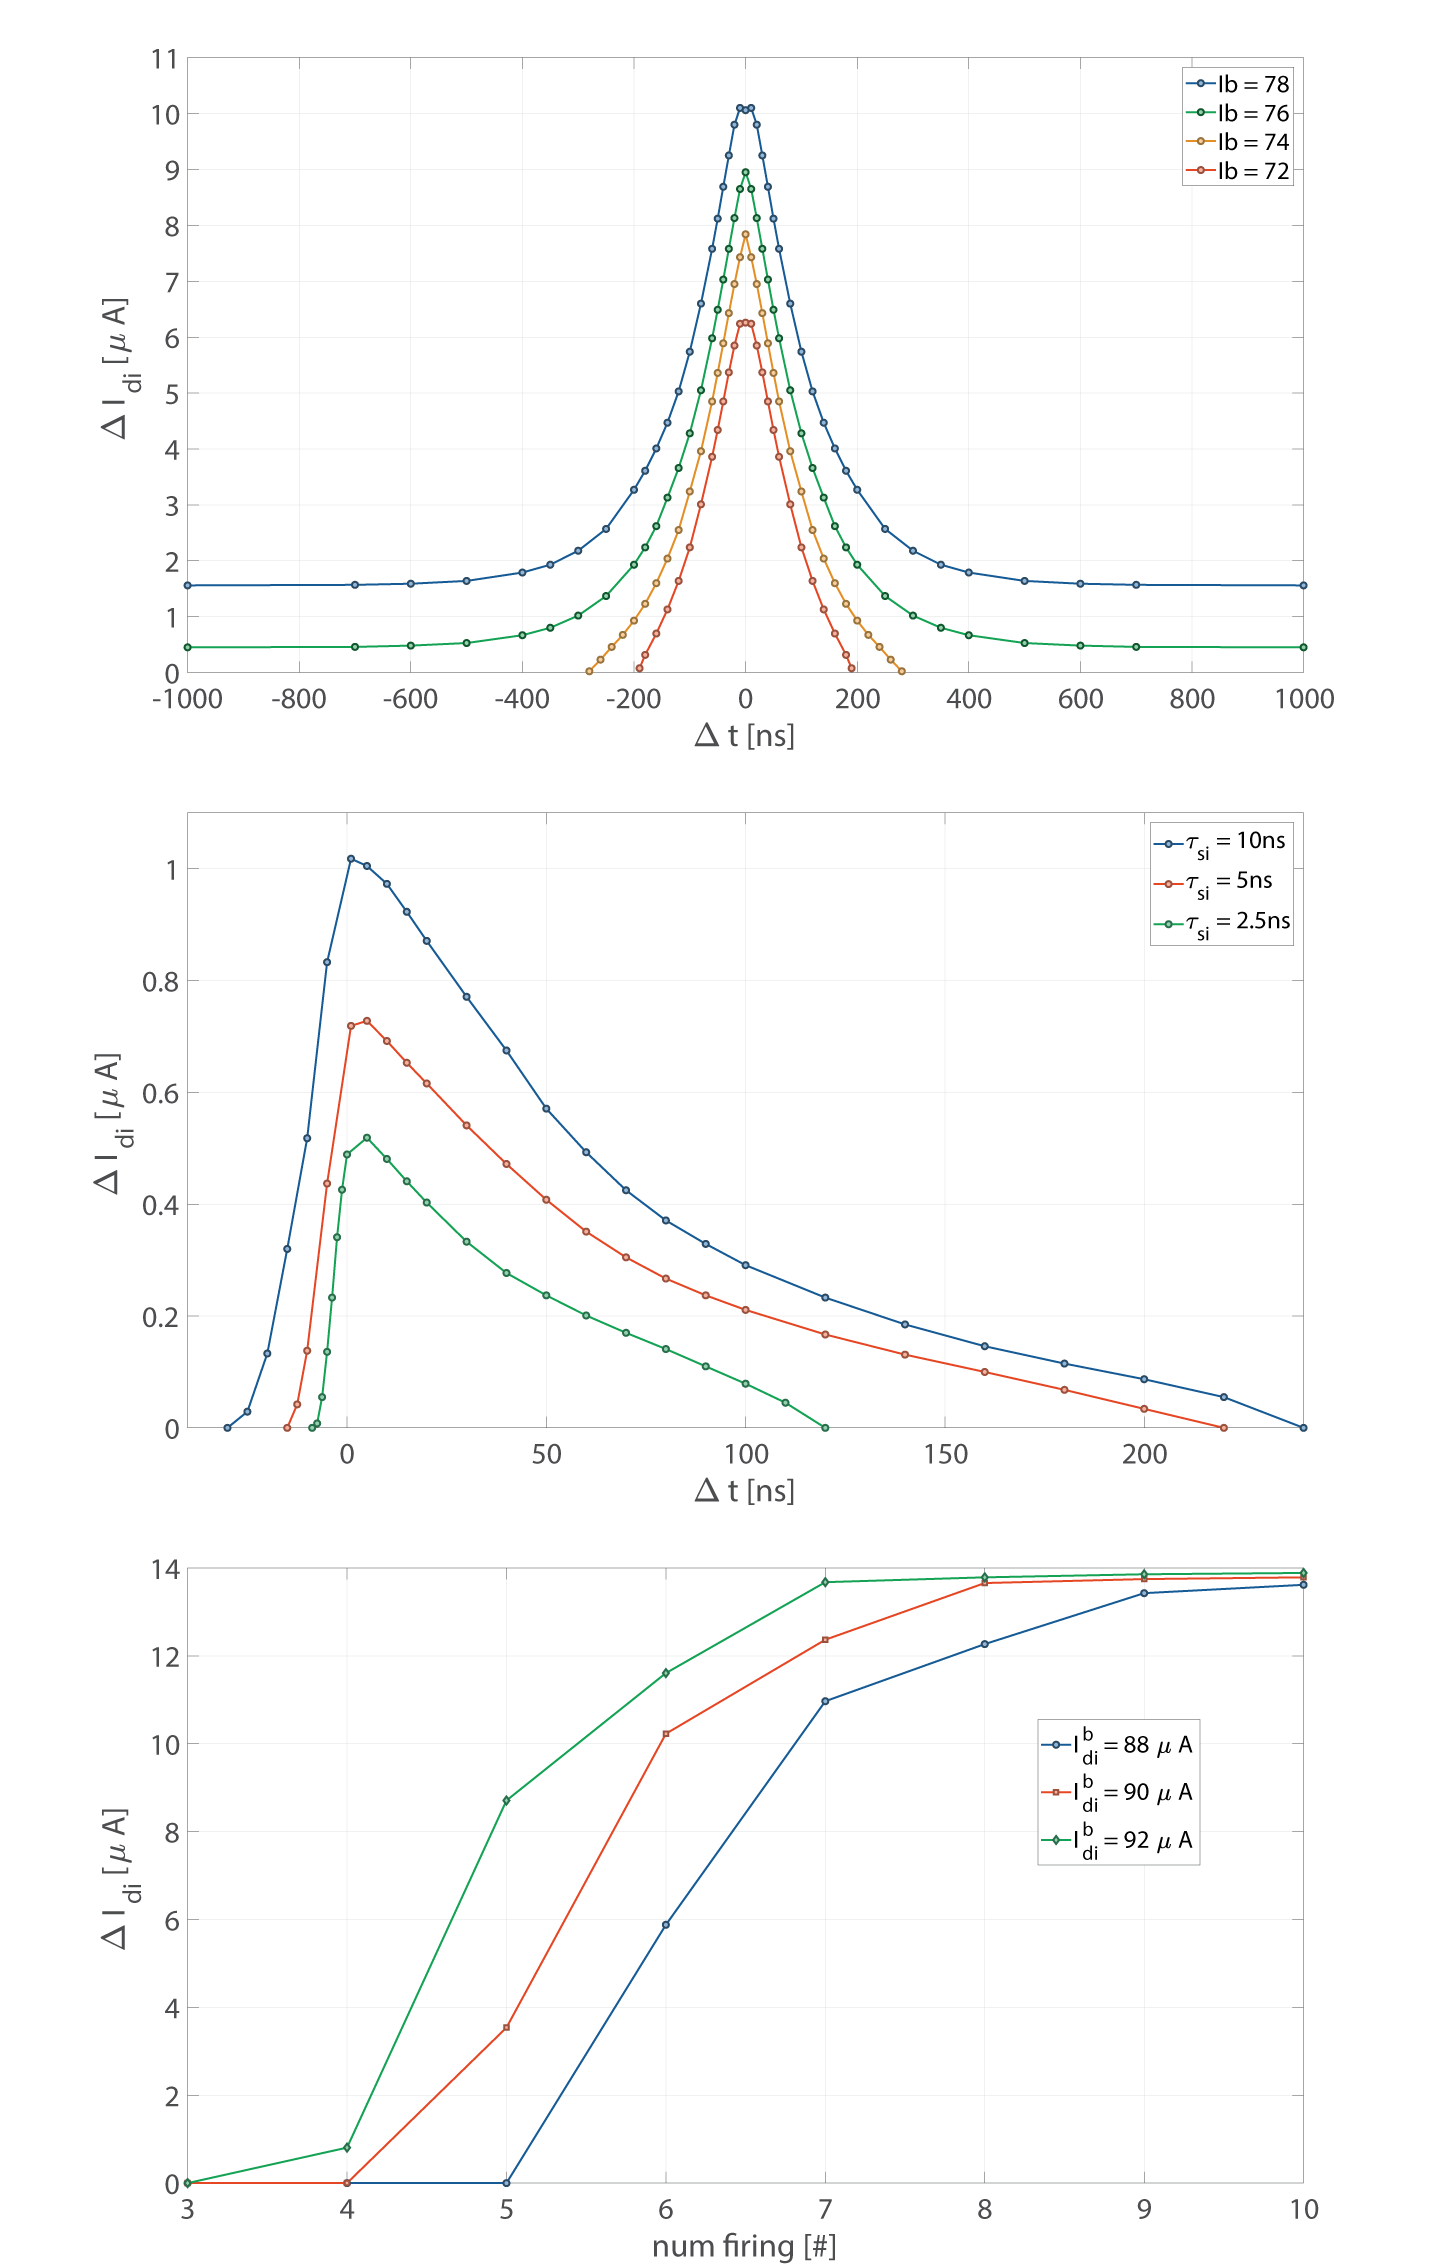 11
10
9
8
7
6
5
4
3
2
1
0
Δ I di [ μ A]
Ib = 78
Ib = 76
Ib = 74
Ib = 72
-1000 -800 -600 -400 -200 0 200 400 600 800 1000
Δ t [ns]
1
0.8
0.6
0.4
0.2
0
Δ I di [ μ A]
τ si = 10ns
τ si = 5ns
τ si = 2.5ns
0 50 100 150 200
Δ t [ns]
14
12
10
8
6
4
2
0
Δ I di [ μ A]
I b di = 88 μ A
I b di = 90 μ A
I b di = 92 μ A
3 4 5 6 7 8 9 10
num firing [#]